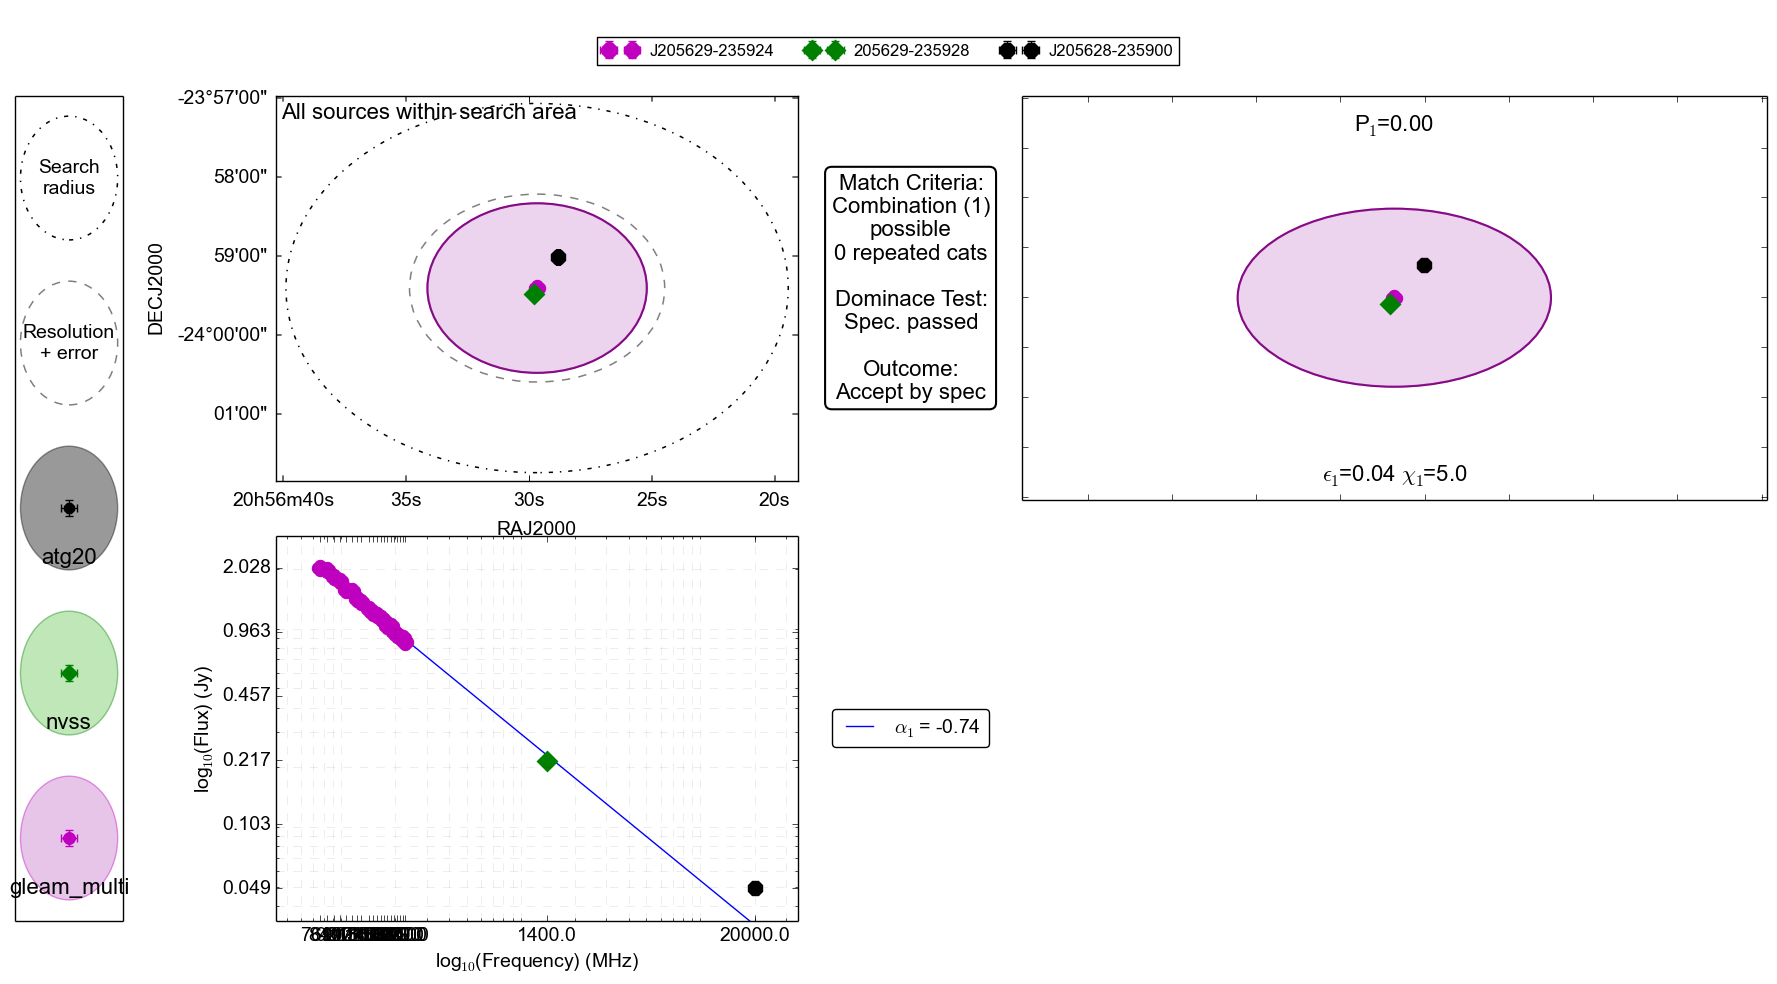 J205629-235924 205629-235928 J205628-235900
Search
radius
Resolution
+ error
atg20
nvss
gleam_multi
All sources within search area
-23°57'00"
58'00"
59'00"
-24°00'00"
01'00"
DECJ2000
20h56m40s 35s 30s 25s 20s
RAJ2000
Match Criteria:
Combination (1)
possible
0 repeated cats
Dominace Test:
Spec. passed
Outcome:
Accept by spec
P₁=0.00
ϵ₁=0.04 χ₁=5.0
2.028
0.963
0.457
0.217
0.103
0.049
log₁₀(Flux) (Jy)
1400.0 20000.0
log₁₀(Frequency) (MHz)
α₁ = -0.74